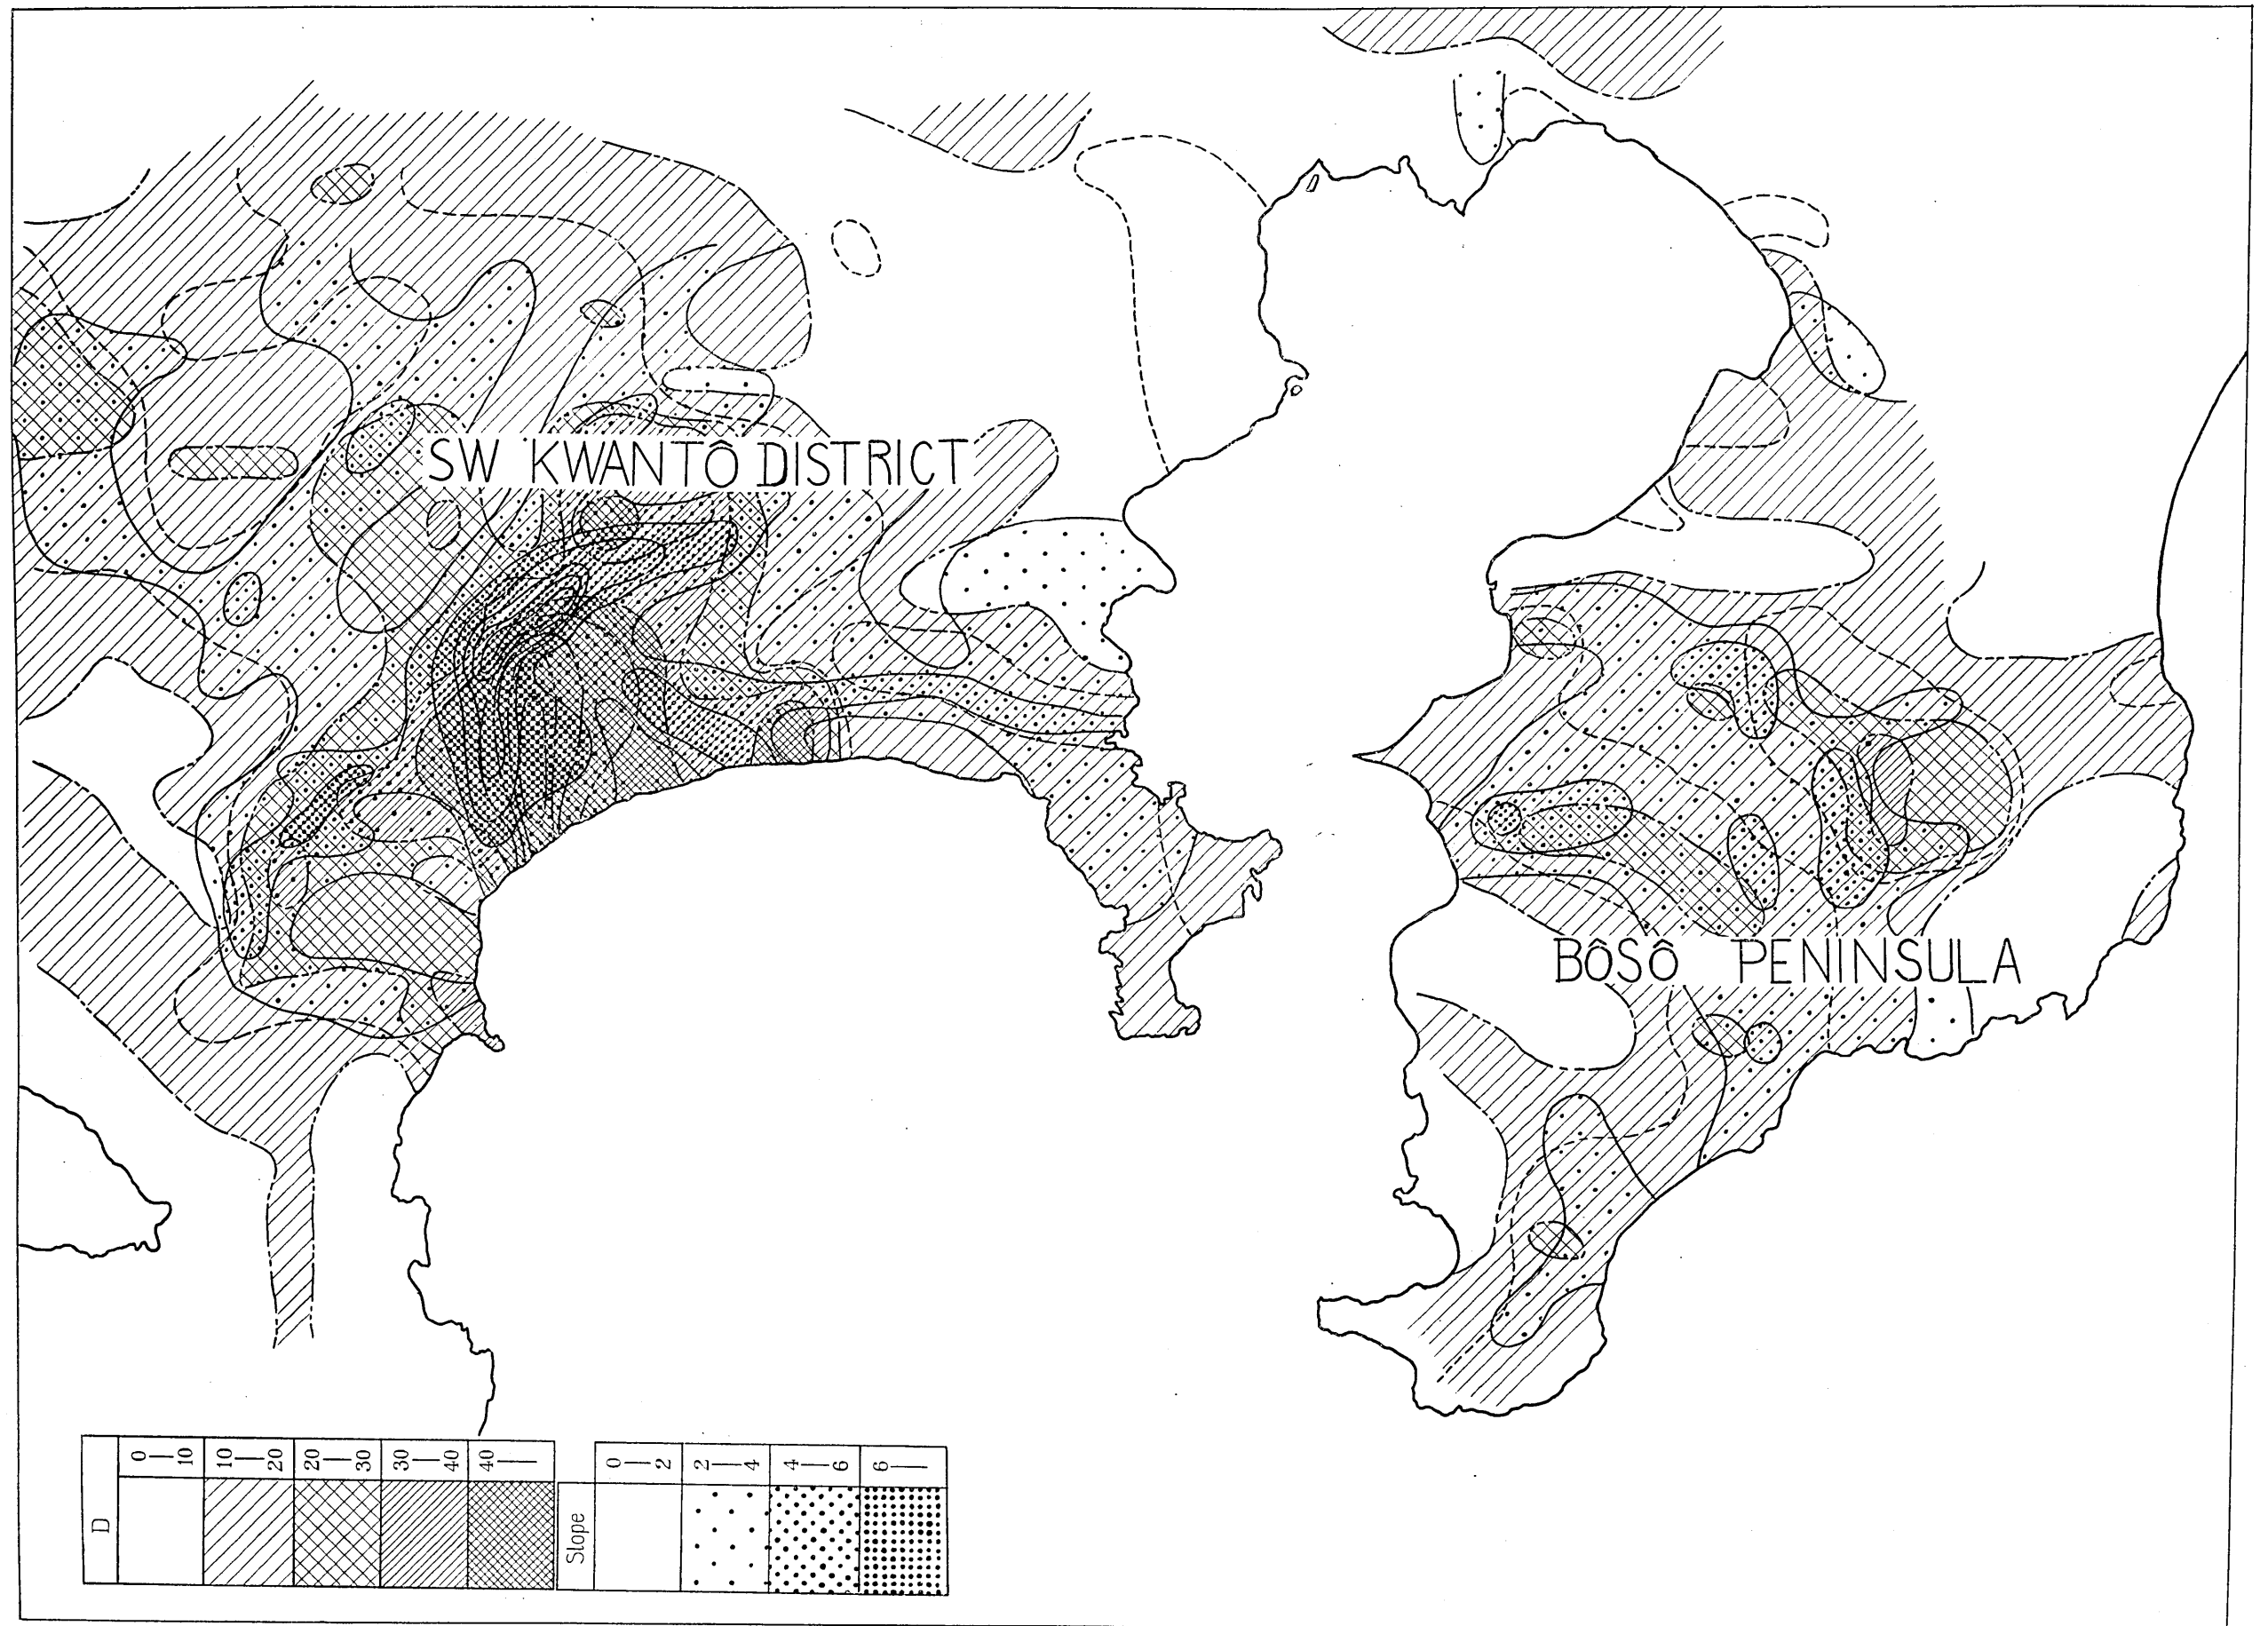 SW KWANTÔ DISTRICT
BÔSÔ PENINSULA
D
0—10
10—20
20—30
30—40
40—
Slope
0—2
2—4
4—6
6—